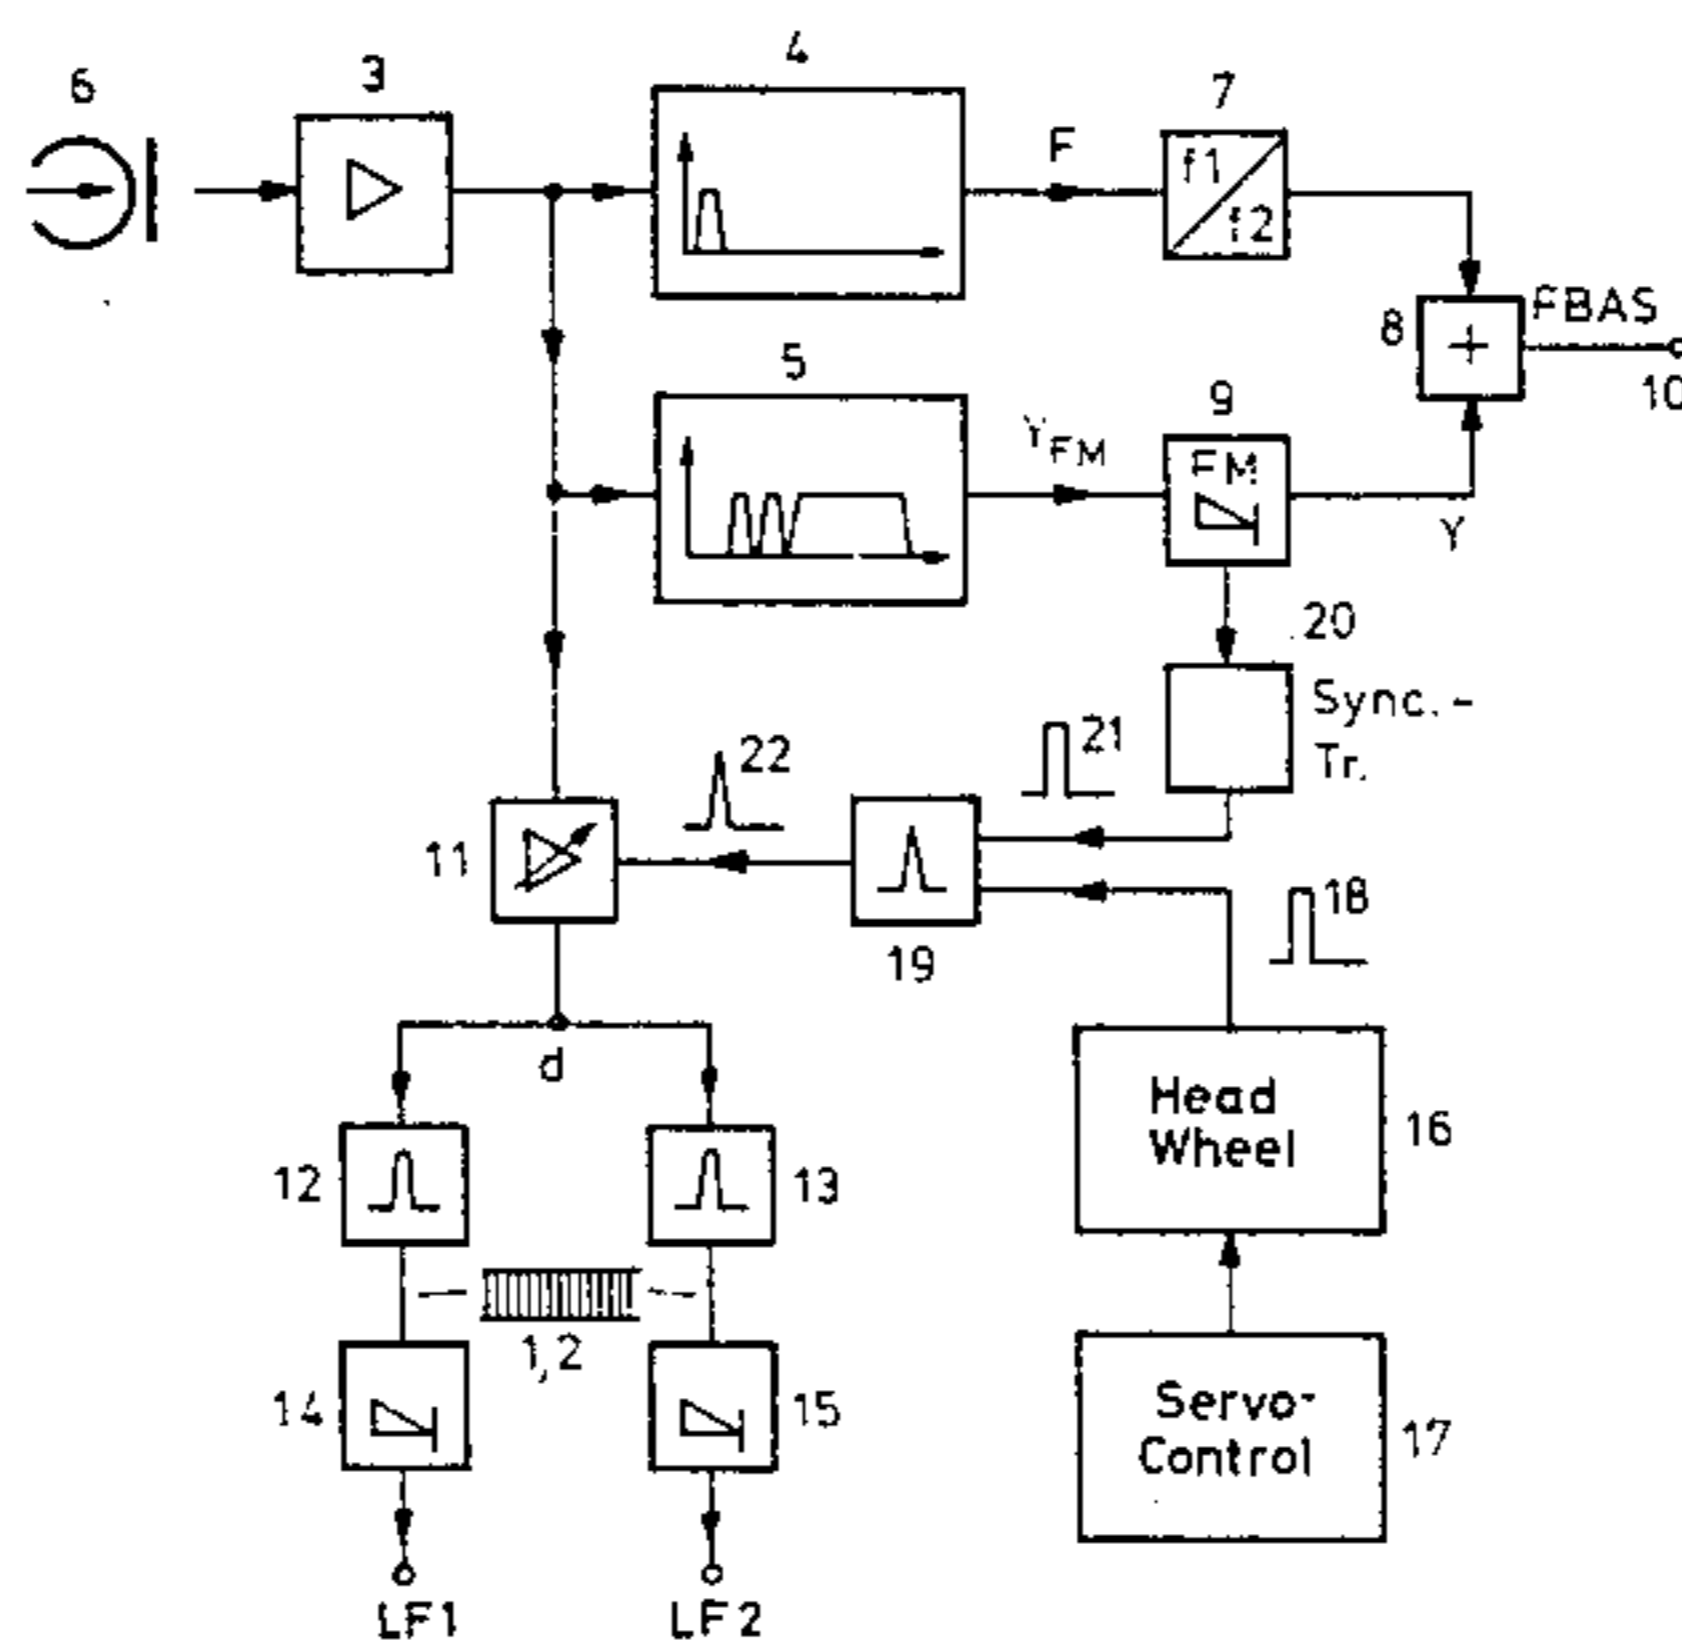 6
3
4
7
F
f1
f2
8
FBAS
10
5
9
YFM
FM
Y
20
Sync.-
Tr.
22
21
11
19
18
d
Head
Wheel
16
12
13
1,2
14
15
Servo-
Control
17
LF1
LF2